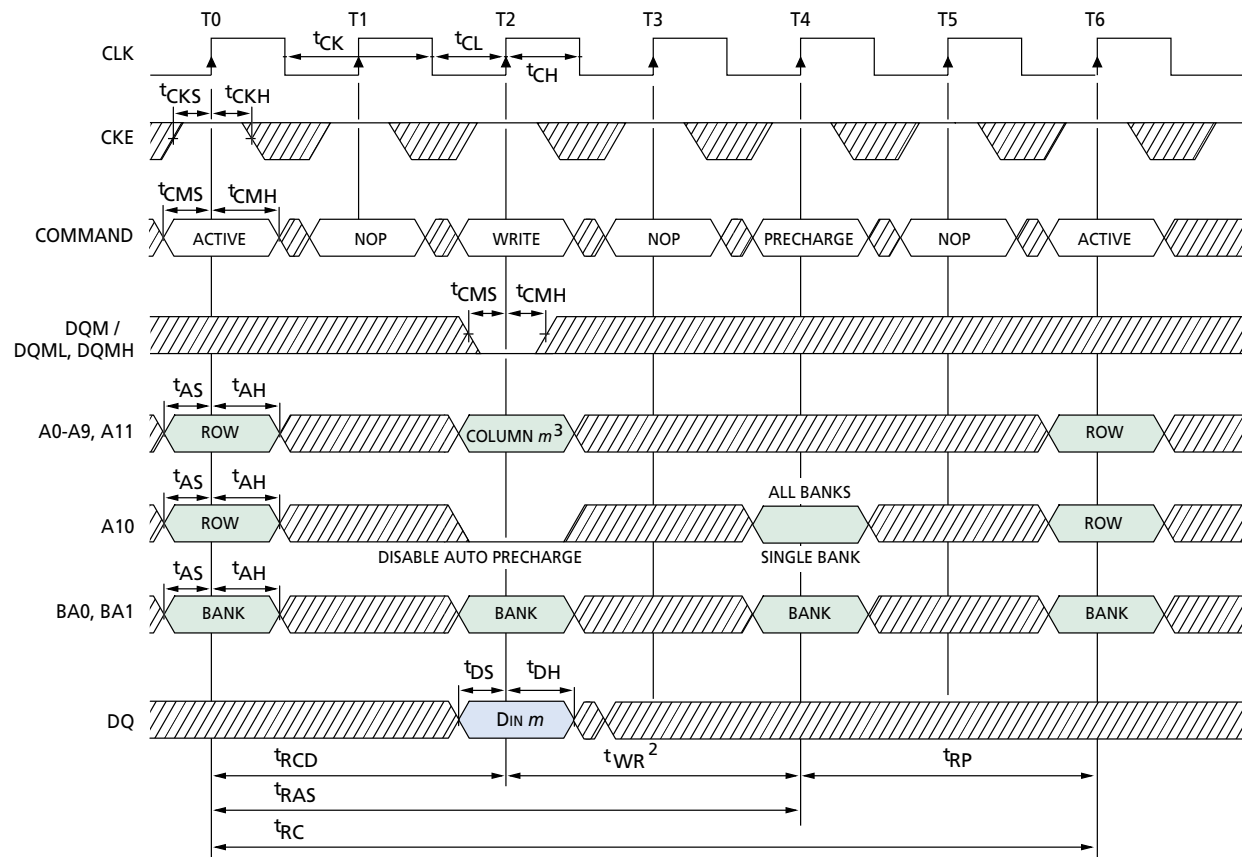 T0 T1 T2 T3 T4 T5 T6
CLK
tCK tCL
tCH
tCKS tCKH
CKE
tCMS tCMH
COMMAND ACTIVE NOP WRITE NOP PRECHARGE NOP ACTIVE
tCMS tCMH
DQM /
DQML, DQMH
tAS tAH
A0-A9, A11 ROW COLUMN m3 ROW
tAS tAH ALL BANKS
A10 ROW ROW
DISABLE AUTO PRECHARGE SINGLE BANK
tAS tAH
BA0, BA1 BANK BANK BANK BANK
tDS tDH
DQ DIN m
tRCD tWR2 tRP
tRAS
tRC